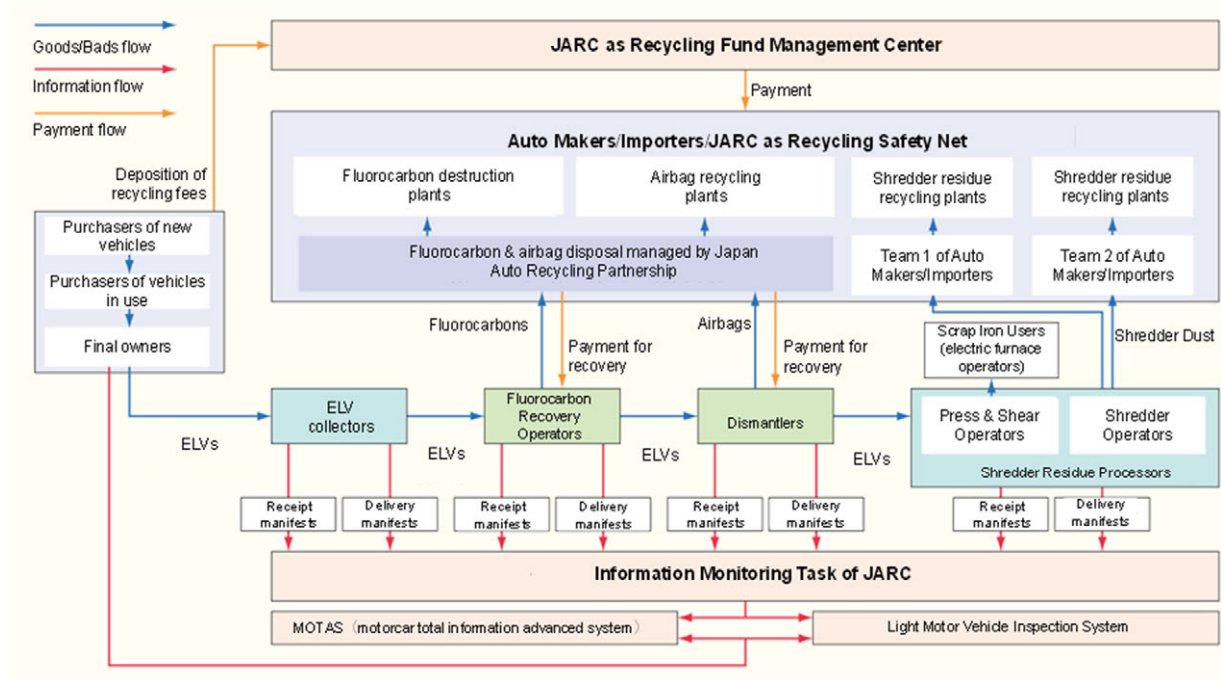 Goods/Bads flow
Information flow
Payment flow
JARC as Recycling Fund Management Center
Payment
Deposition of
recycling fees
Auto Makers/Importers/JARC as Recycling Safety Net
Fluorocarbon destruction
plants
Airbag recycling
plants
Shredder residue
recycling plants
Shredder residue
recycling plants
Fluorocarbon & airbag disposal managed by Japan
Auto Recycling Partnership
Team 1 of Auto
Makers/Importers
Team 2 of Auto
Makers/Importers
Purchasers of new
vehicles
Purchasers of vehicles
in use
Final owners
Fluorocarbons
Payment for
recovery
Airbags
Payment for
recovery
Scrap Iron Users
(electric furnace
operators)
Shredder Dust
ELVs
ELV
collectors
ELVs
Fluorocarbon
Recovery
Operators
ELVs
Dismantlers
ELVs
Press & Shear
Operators
Shredder
Operators
Shredder Residue Processors
Receipt
manifests
Delivery
manifests
Receipt
manifests
Delivery
manifests
Receipt
manifests
Delivery
manifests
Receipt
manifests
Delivery
manifests
Information Monitoring Task of JARC
MOTAS（motorcar total information advanced system）
Light Motor Vehicle Inspection System